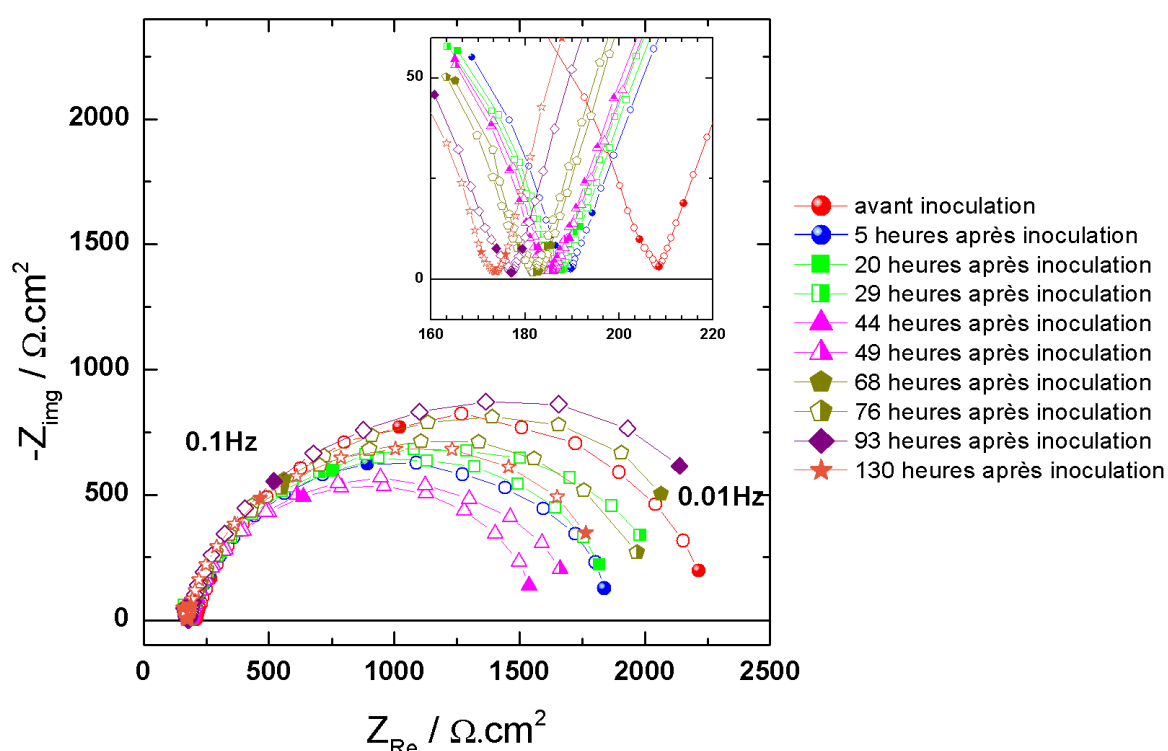 -Z_img / Ω.cm²
2000
1500
1000
500
0
50
0
160
180
200
220
0.1Hz
0.01Hz
0
500
1000
1500
2000
2500
Z_Re / Ω.cm²
avant inoculation
5 heures après inoculation
20 heures après inoculation
29 heures après inoculation
44 heures après inoculation
49 heures après inoculation
68 heures après inoculation
76 heures après inoculation
93 heures après inoculation
130 heures après inoculation